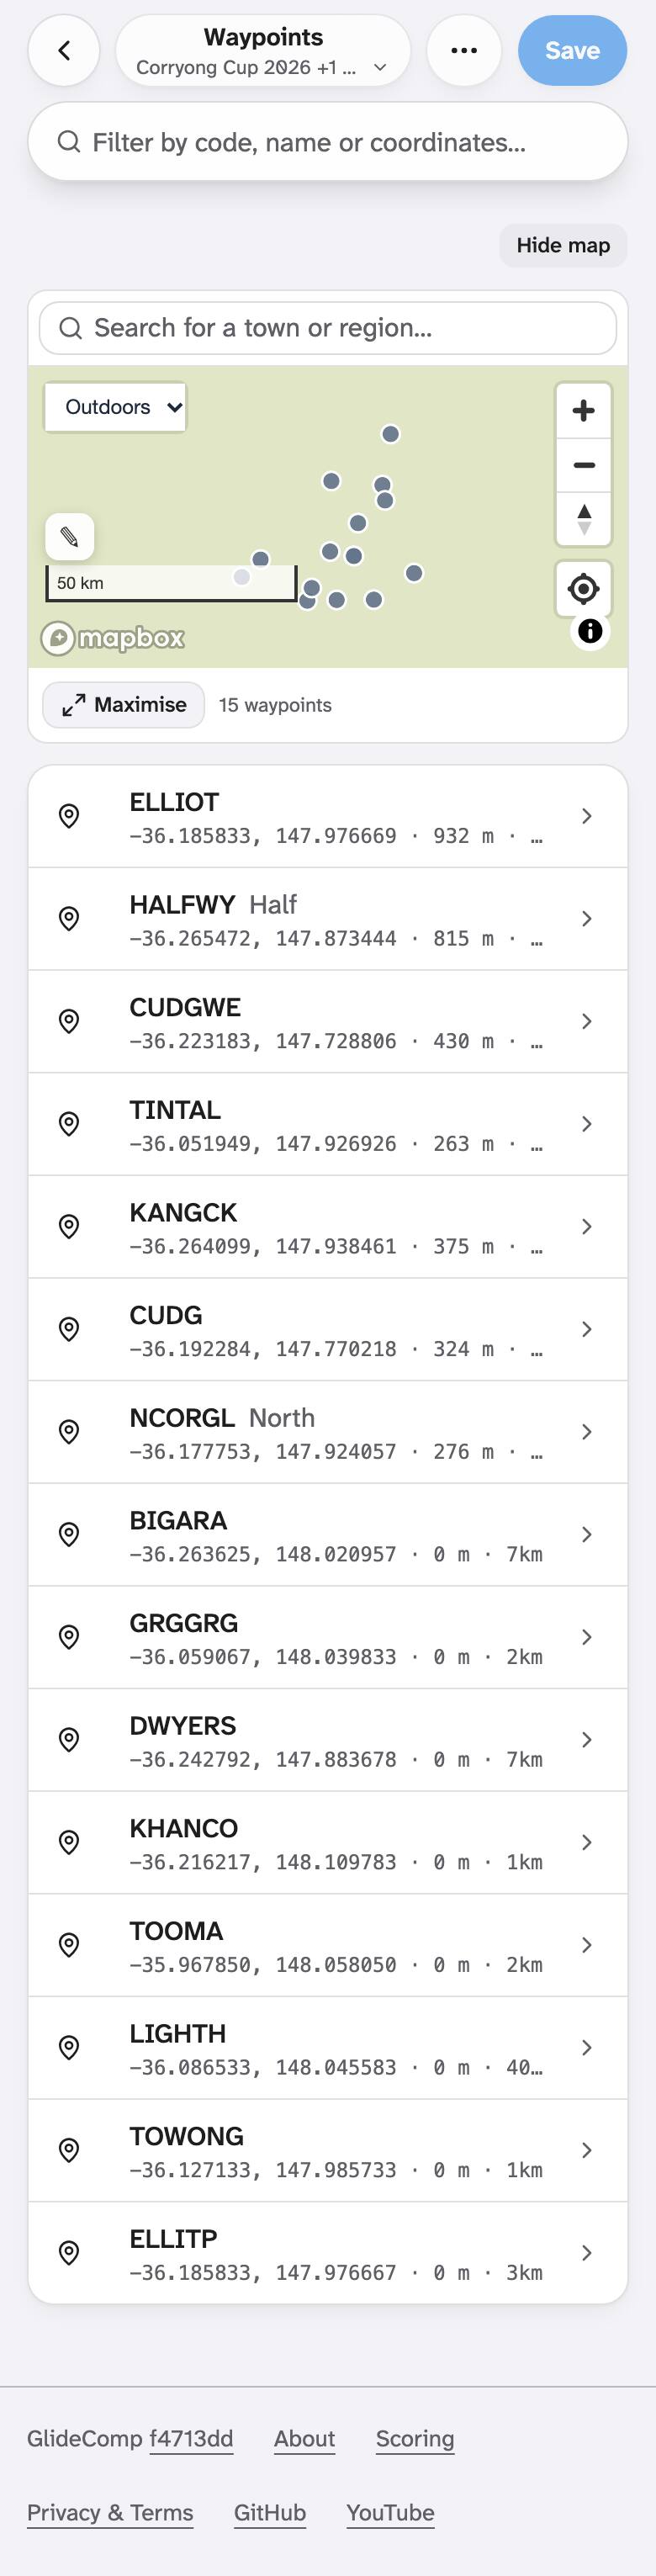 Waypoints
Corryong Cup 2026 +1 ...
Save
Filter by code, name or coordinates...
Hide map
Search for a town or region...
Outdoors
50 km
mapbox
Maximise
15 waypoints
ELLIOT
−36.185833, 147.976669 · 932 m · …
HALFWY Half
−36.265472, 147.873444 · 815 m · …
CUDGWE
−36.223183, 147.728806 · 430 m · …
TINTAL
−36.051949, 147.926926 · 263 m · …
KANGCK
−36.264099, 147.938461 · 375 m · …
CUDG
−36.192284, 147.770218 · 324 m · …
NCORGL North
−36.177753, 147.924057 · 276 m · …
BIGARA
−36.263625, 148.020957 · 0 m · 7km
GRGGRG
−36.059067, 148.039833 · 0 m · 2km
DWYERS
−36.242792, 147.883678 · 0 m · 7km
KHANCO
−36.216217, 148.109783 · 0 m · 1km
TOOMA
−35.967850, 148.058050 · 0 m · 2km
LIGHTH
−36.086533, 148.045583 · 0 m · 40…
TOWONG
−36.127133, 147.985733 · 0 m · 1km
ELLITP
−36.185833, 147.976667 · 0 m · 3km
GlideComp f4713dd About Scoring
Privacy & Terms GitHub YouTube